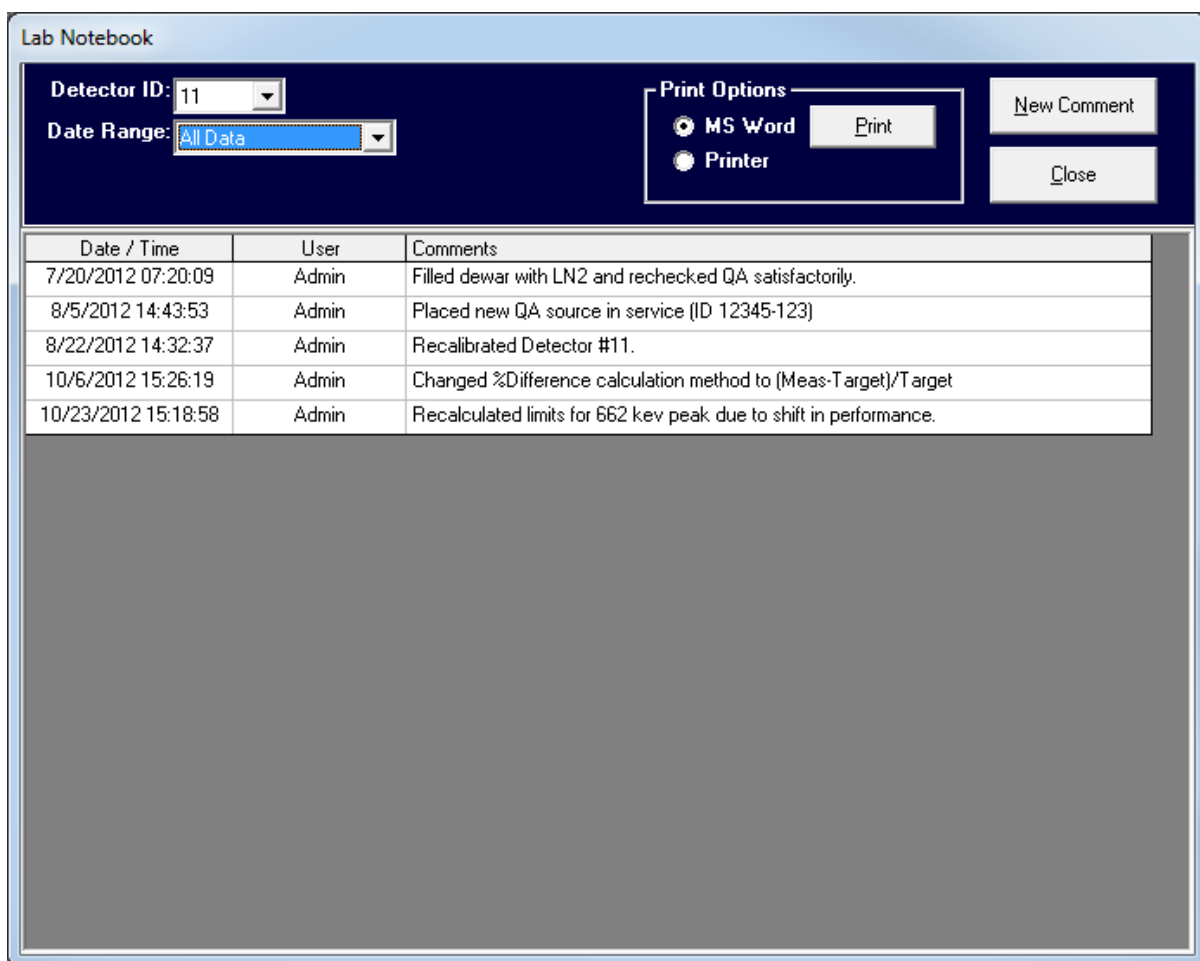 Lab Notebook
Detector ID: 11
Date Range: All Data
Print Options
MS Word
Print
Printer
New Comment
Close
Date / Time User Comments
7/20/2012 07:20:09 Admin Filled dewar with LN2 and rechecked QA satisfactorily.
8/5/2012 14:43:53 Admin Placed new QA source in service (ID 12345-123)
8/22/2012 14:32:37 Admin Recalibrated Detector #11.
10/6/2012 15:26:19 Admin Changed %Difference calculation method to (Meas-Target)/Target
10/23/2012 15:18:58 Admin Recalculated limits for 662 kev peak due to shift in performance.